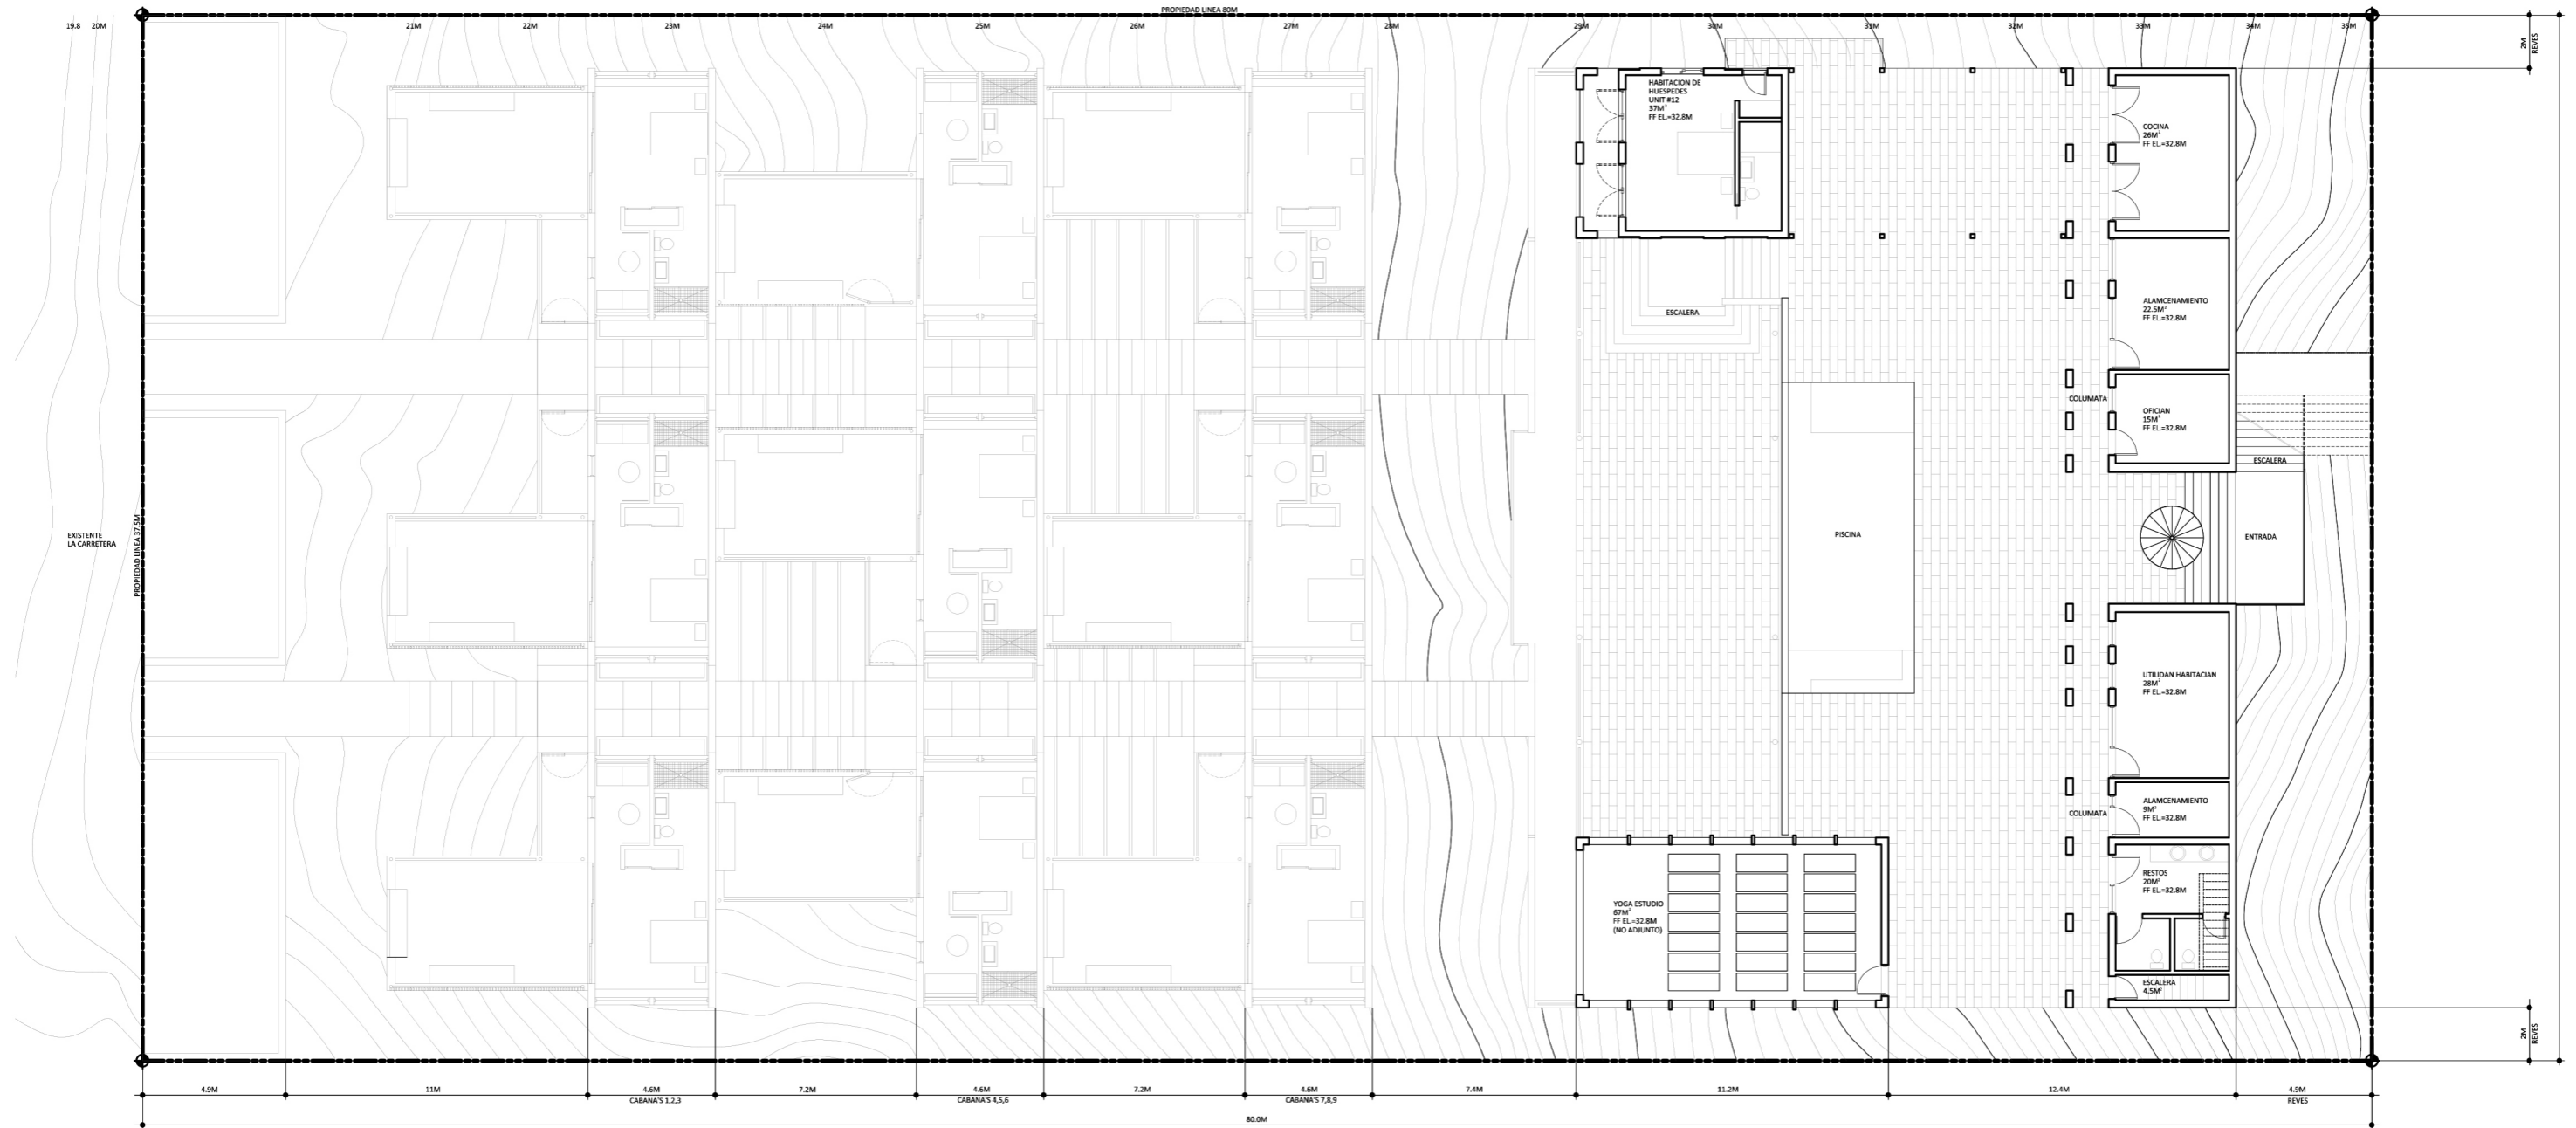 PROPIEDAD LINEA 80M
19.8 20M 21M 22M 23M 24M 25M 26M 27M 28M 29M 30M 31M 32M 33M 34M 35M
2M
REVES
HABITACION DE
HUESPEDES
UNIT #12
37M²
FF EL.=32.8M
COCINA
26M²
FF EL.=32.8M
ALAMCENAMIENTO
22.5M²
FF EL.=32.8M
ESCALERA
COLUMATA
OFICIAN
15M²
FF EL.=32.8M
ESCALERA
EXISTENTE
LA CARRETERA
PROPIEDAD LINEA 37.5M
PISCINA
ENTRADA
UTILIDAN HABITACIAN
28M²
FF EL.=32.8M
COLUMATA
ALAMCENAMIENTO
9M²
FF EL.=32.8M
RESTOS
20M²
FF EL.=32.8M
YOGA ESTUDIO
67M²
FF EL.=32.8M
(NO ADJUNTO)
ESCALERA
4.5M²
2M
REVES
4.9M 11M 4.6M 7.2M 4.6M 7.2M 4.6M 7.4M 11.2M 12.4M 4.9M
CABANA'S 1,2,3 CABANA'S 4,5,6 CABANA'S 7,8,9 REVES
80.0M